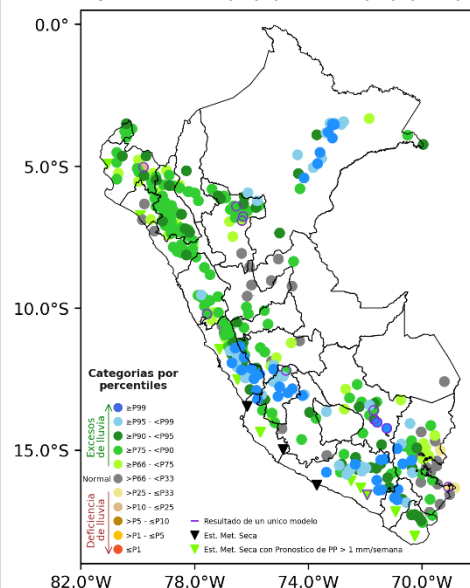 0.0°
5.0°S
10.0°S
15.0°S
82.0°W
78.0°W
74.0°W
70.0°W
Categorias por
percentiles
Excesos
de lluvia
Normal
Deficiencia
de lluvia
≥P99
≥P95 - <P99
≥P90 - <P95
≥P75 - <P90
≥P66 - <P75
>P33 - <P66
>P25 - ≤P33
>P10 - ≤P25
>P5 - ≤P10
>P1 - ≤P5
≤P1
Resultado de un unico modelo
Est. Met. Seca
Est. Met. Seca con Pronostico de PP > 1 mm/semana